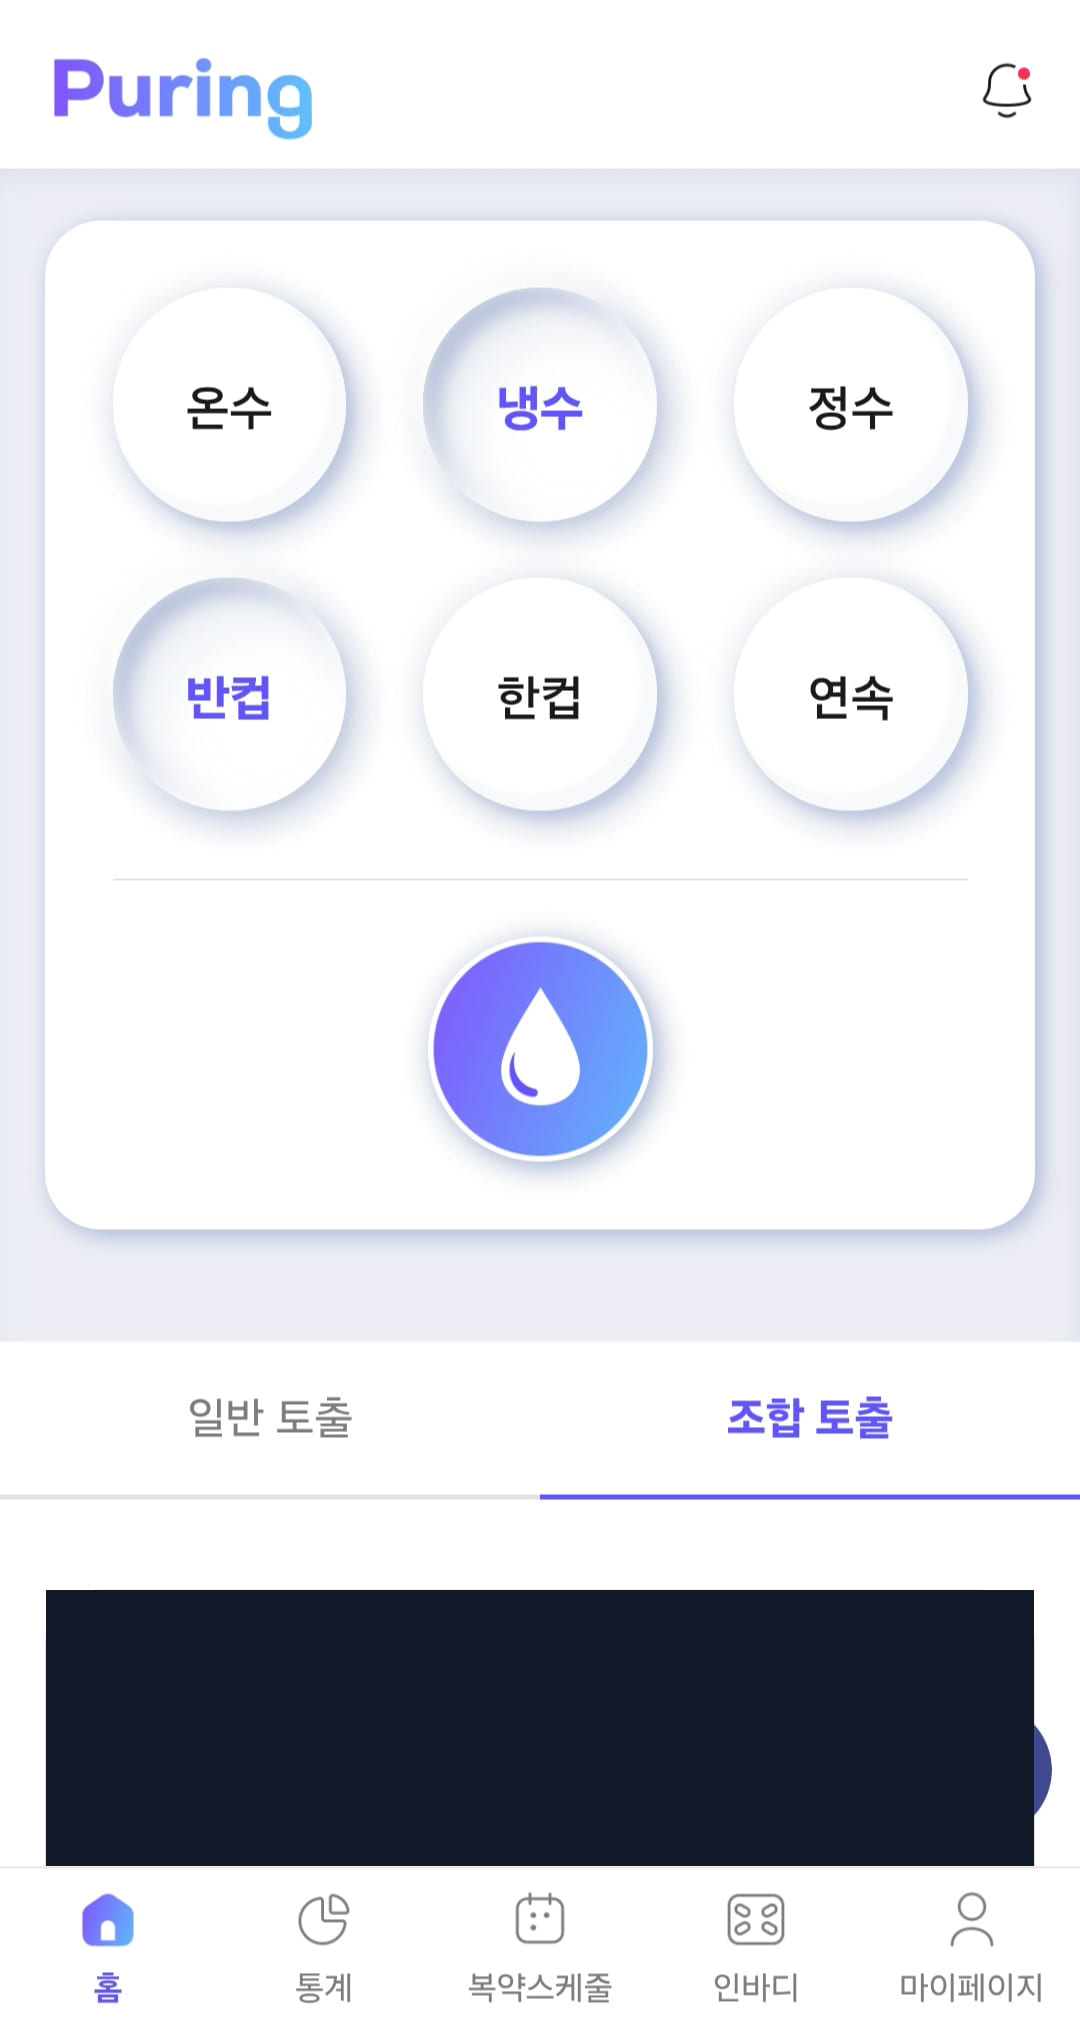 Puring
온수 냉수 정수
반컵 한컵 연속
일반 토출 조합 토출
홈 통계 복약스케줄 인바디 마이페이지